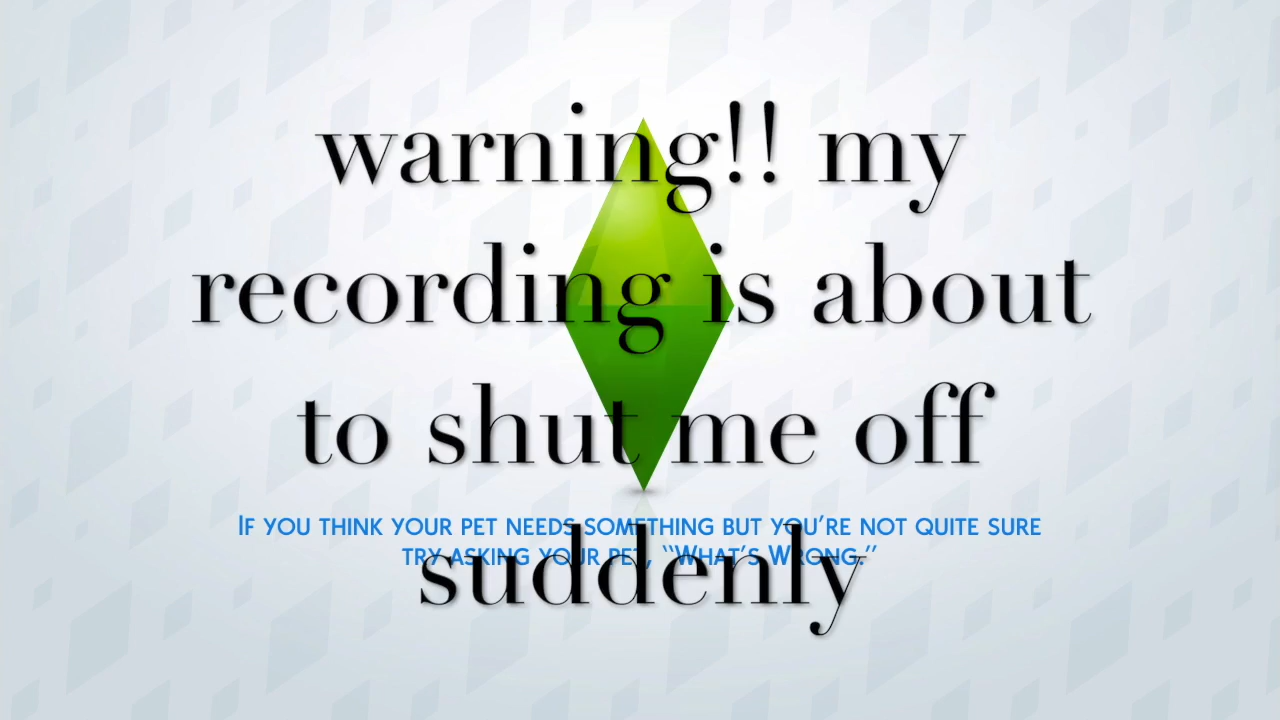 warning!! my
recording is about
to shut me off
suddenly
If you think your pet needs something but you're not quite sure
try asking your pet, “What's Wrong.”